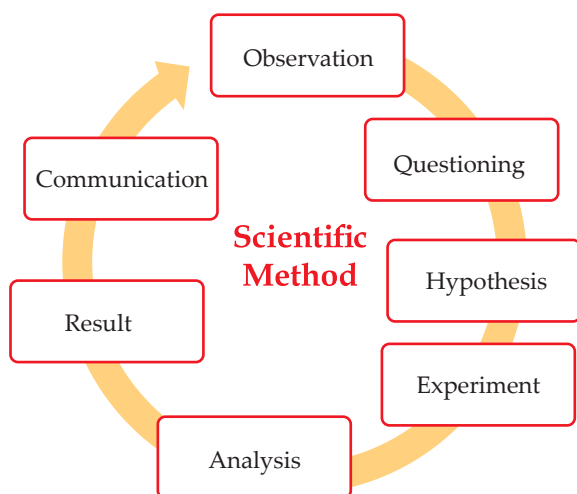 Observation
Questioning
Hypothesis
Experiment
Analysis
Result
Communication
Scientific
Method